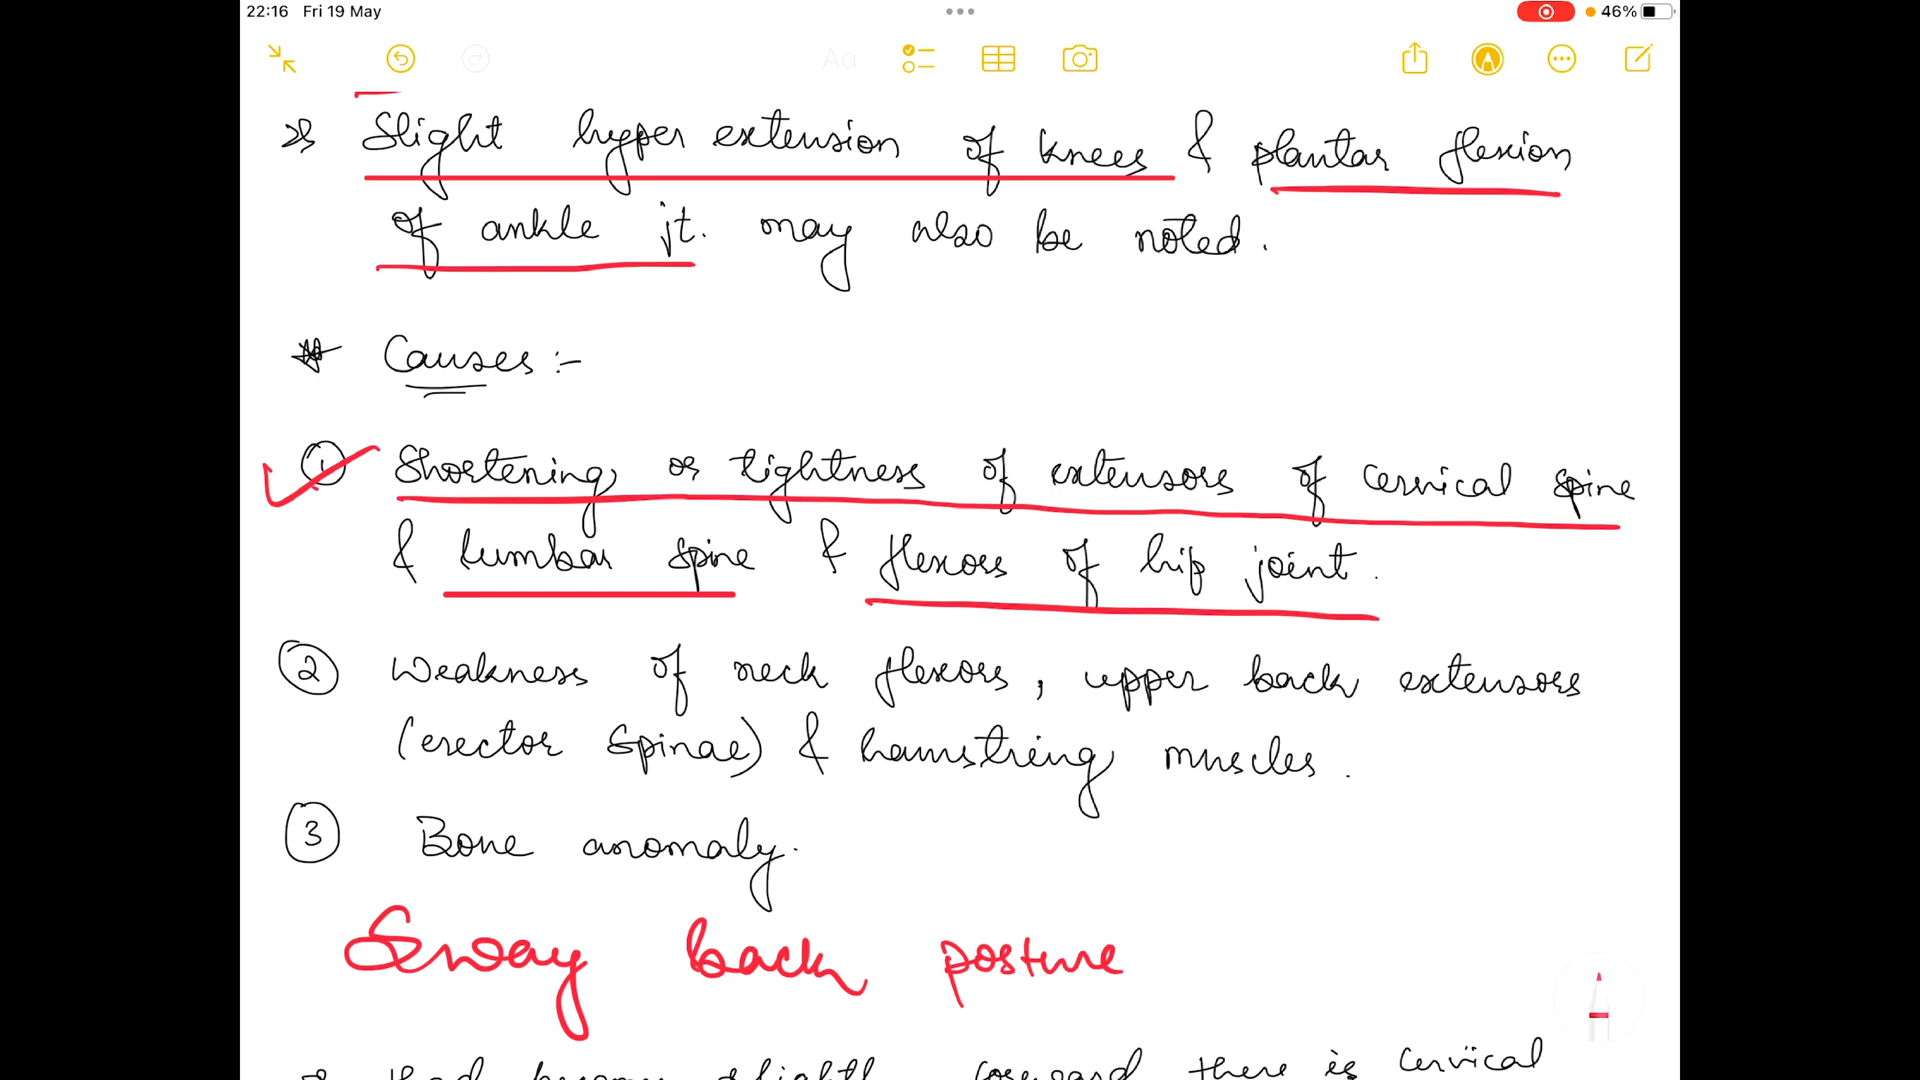 22:16 Fri 19 May
46%
Aa
Slight hyper extension of knees & plantar flexion
of ankle jt. may also be noted.
Causes :-
① Shortening or tightness of extensors of cervical spine
& Lumbar spine & flexors of hip joint.
② Weakness of neck flexors, upper back extensors
(erector spinae) & hamstring muscles.
③ Bone anomaly.
Sway back posture
slightly forward there is cervical